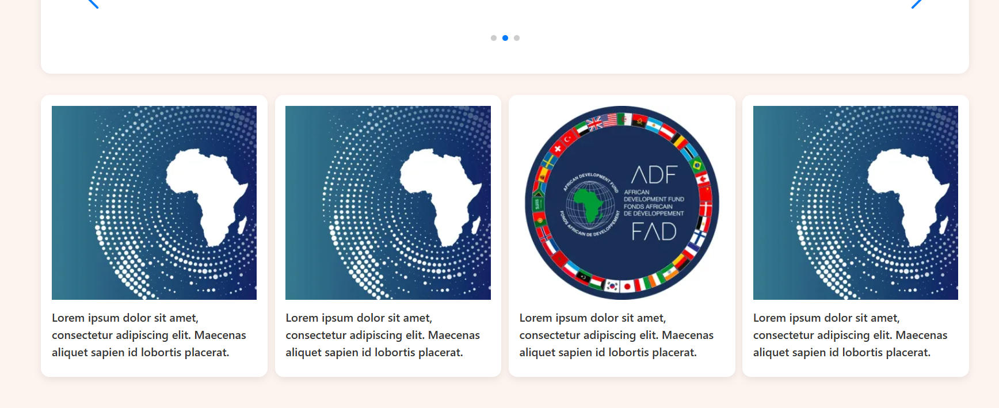 ADF
AFRICAN
DEVELOPMENT FUND
FONDS AFRICAIN
DE DÉVELOPPEMENT
FAD
AFRICAN DEVELOPMENT FUND
FONDS AFRICAIN DE DEVELOPPEMENT
Lorem ipsum dolor sit amet,
consectetur adipiscing elit. Maecenas
aliquet sapien id lobortis placerat.
Lorem ipsum dolor sit amet,
consectetur adipiscing elit. Maecenas
aliquet sapien id lobortis placerat.
Lorem ipsum dolor sit amet,
consectetur adipiscing elit. Maecenas
aliquet sapien id lobortis placerat.
Lorem ipsum dolor sit amet,
consectetur adipiscing elit. Maecenas
aliquet sapien id lobortis placerat.